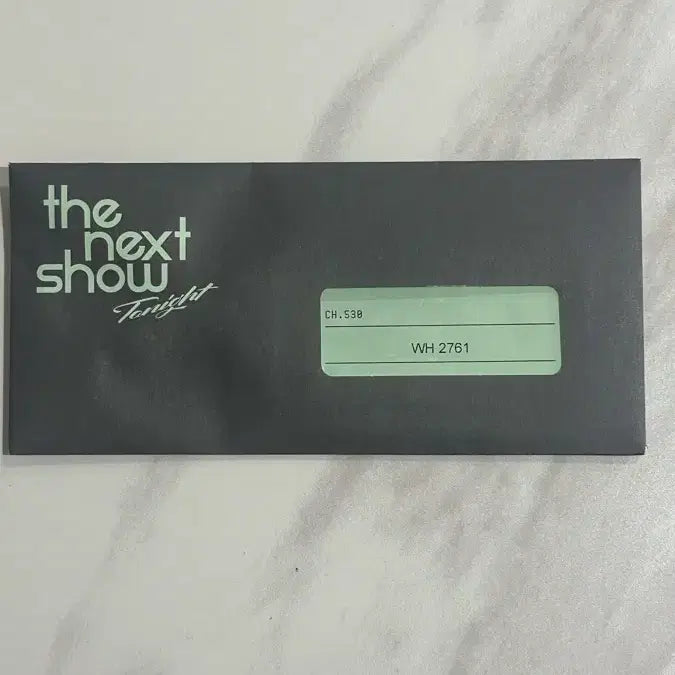 the
next
show
Tonight
CH.530
WH 2761